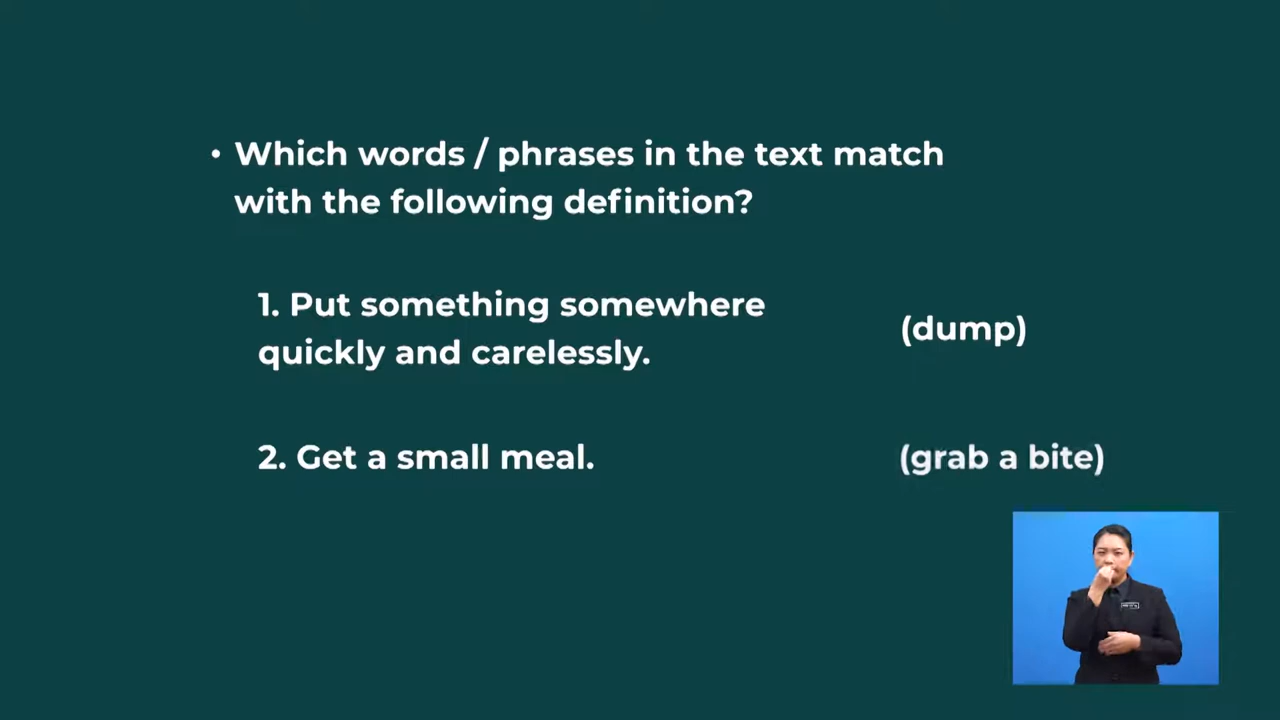 • Which words / phrases in the text match
with the following definition?
1. Put something somewhere
quickly and carelessly.
(dump)
2. Get a small meal.
(grab a bite)